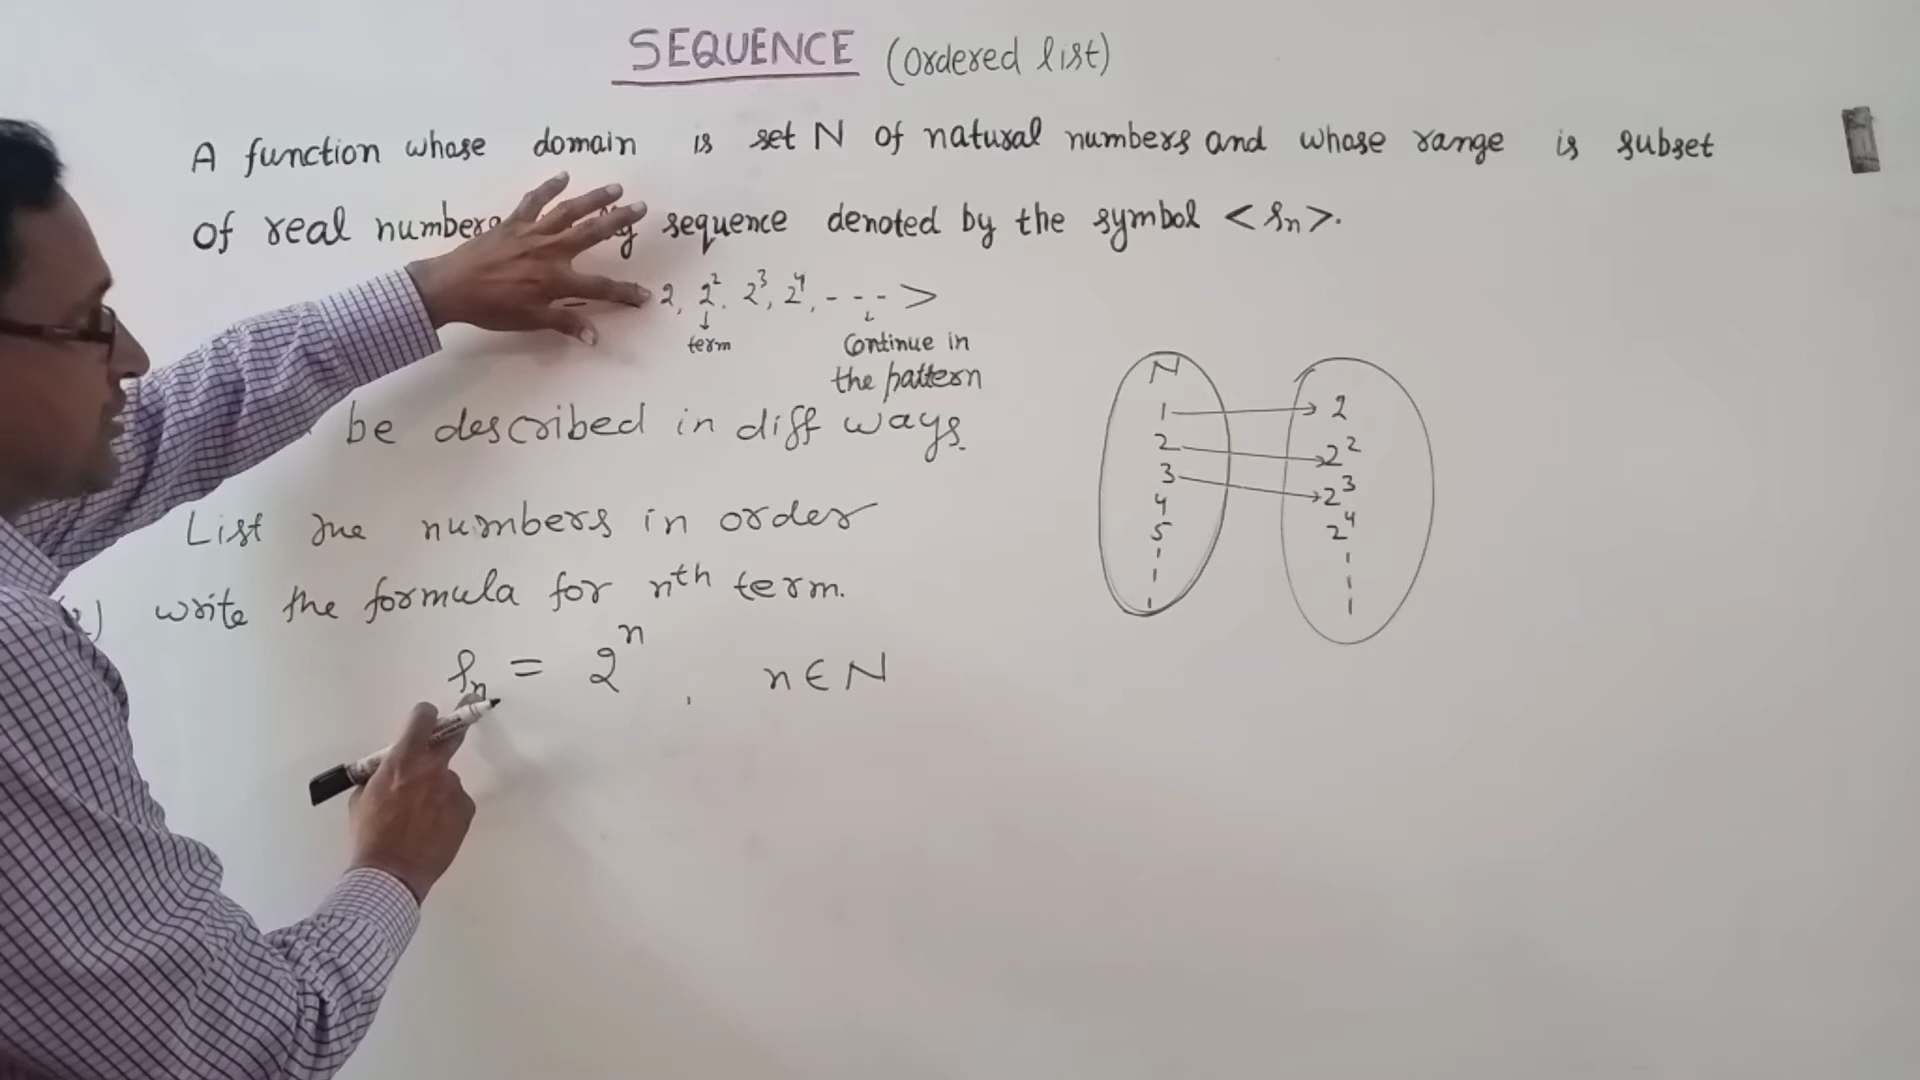 SEQUENCE (Ordered list)
A function whose domain is set N of natural numbers and whose range is subset
of real numbers sequence denoted by the symbol <Sn>.
2, 2², 2³, 2⁴, - - - >
↓ ↓
term Continue in
the pattern
be described in diff ways.
List the numbers in order
write the formula for nth term.
Sn = 2ⁿ , n ∈ N
N
1 → 2
2 → 2²
3 → 2³
4 2⁴
5